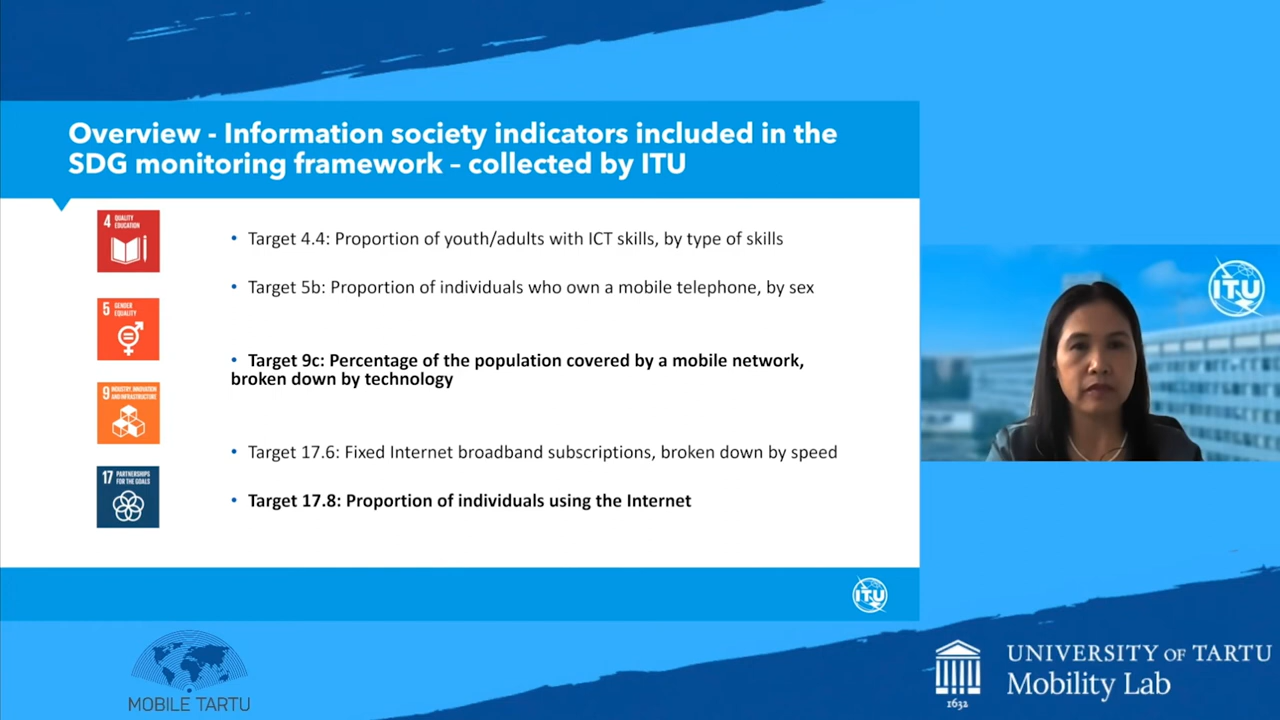 Overview - Information society indicators included in the
SDG monitoring framework – collected by ITU
4 QUALITY
EDUCATION
• Target 4.4: Proportion of youth/adults with ICT skills, by type of skills
• Target 5b: Proportion of individuals who own a mobile telephone, by sex
5 GENDER
EQUALITY
• Target 9c: Percentage of the population covered by a mobile network,
broken down by technology
9 INDUSTRY, INNOVATION
AND INFRASTRUCTURE
• Target 17.6: Fixed Internet broadband subscriptions, broken down by speed
17 PARTNERSHIPS
FOR THE GOALS
• Target 17.8: Proportion of individuals using the Internet
ITU
ITU
MOBILE TARTU
1632
UNIVERSITY OF TARTU
Mobility Lab